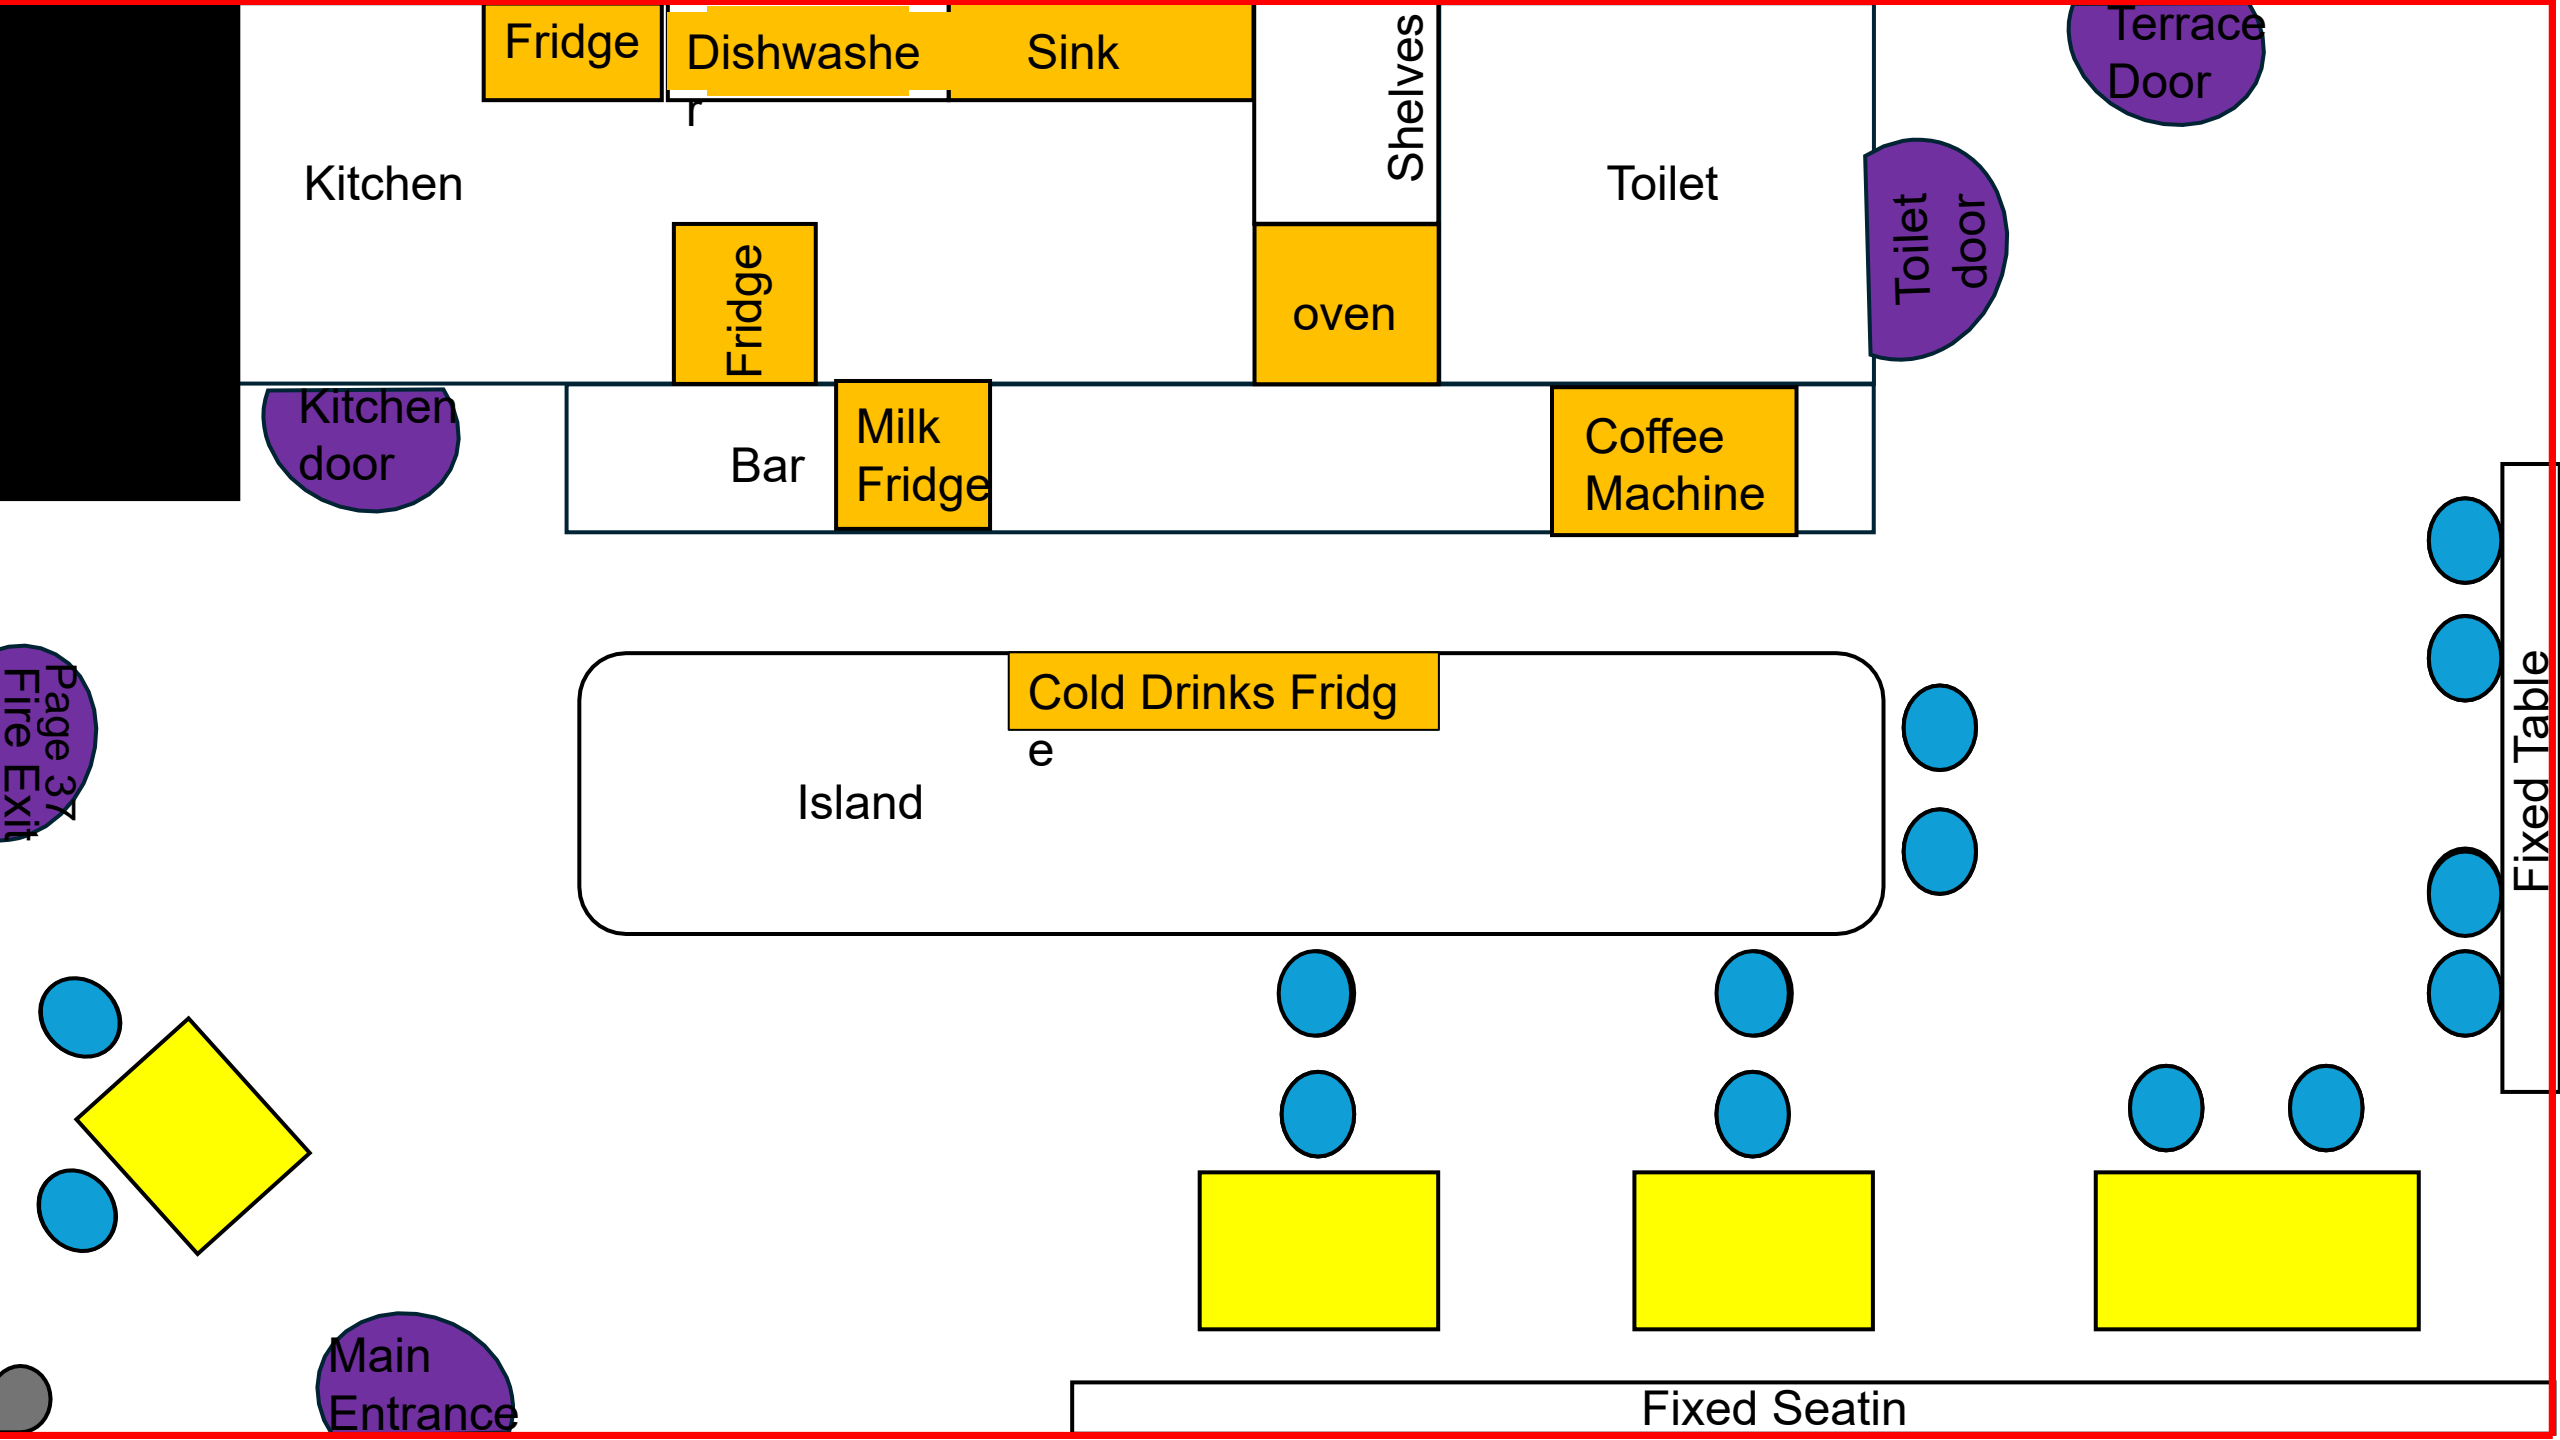 Fridge
Dishwashe
r
Sink
Shelves
Terrace
Door
Kitchen
Toilet
Toilet
door
Fridge
oven
Kitchen
door
Bar
Milk
Fridge
Coffee
Machine
Page 37
Fire Exit
Cold Drinks Fridg
e
Island
Fixed Table
Main
Entrance
Fixed Seatin